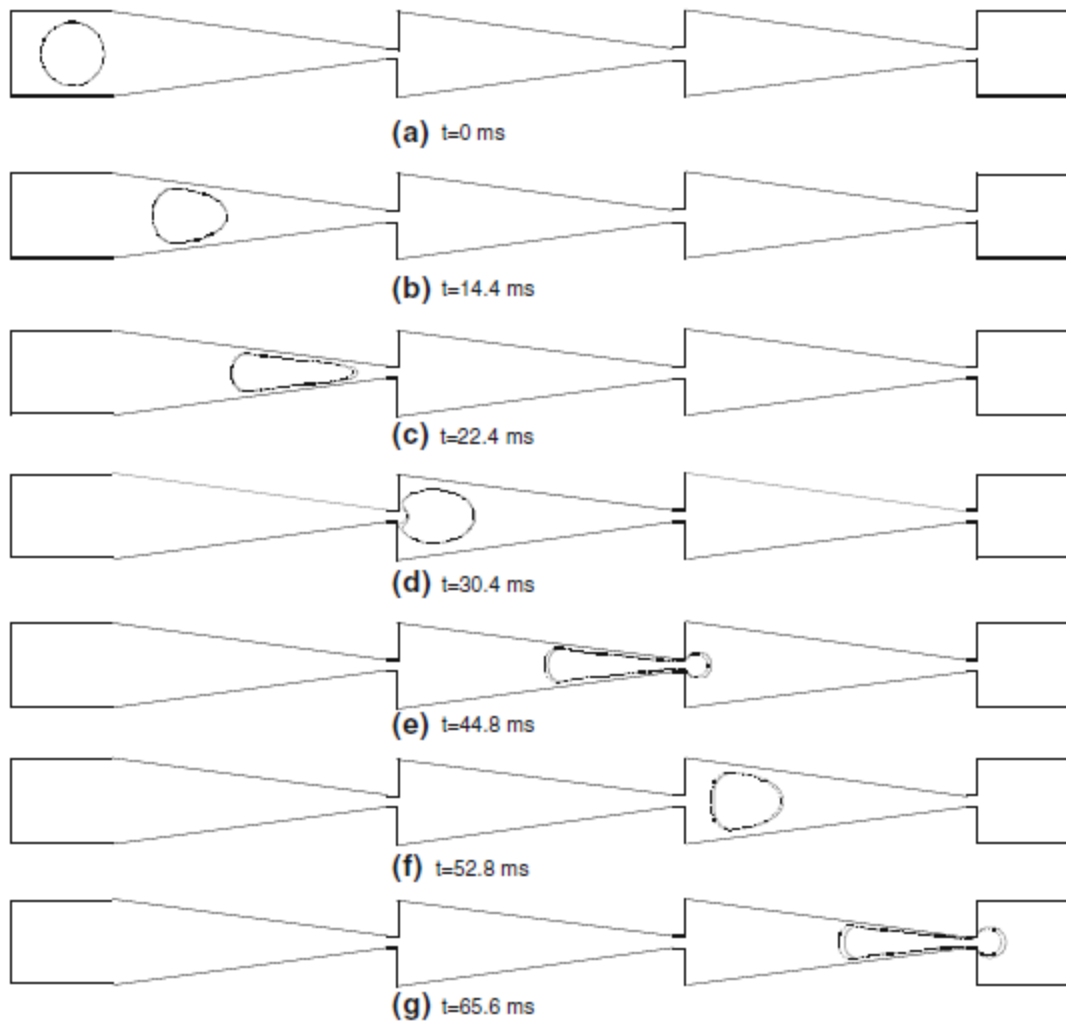 (a) t=0 ms
(b) t=14.4 ms
(c) t=22.4 ms
(d) t=30.4 ms
(e) t=44.8 ms
(f) t=52.8 ms
(g) t=65.6 ms